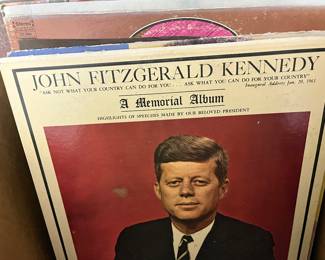 Stereo
JOHN FITZGERALD KENNEDY
"ASK NOT WHAT YOUR COUNTRY CAN DO FOR YOU . . . ASK WHAT YOU CAN DO FOR YOUR COUNTRY"
Inaugural Address Jan. 20, 1961
A Memorial Album
HIGHLIGHTS OF SPEECHES MADE BY OUR BELOVED PRESIDENT